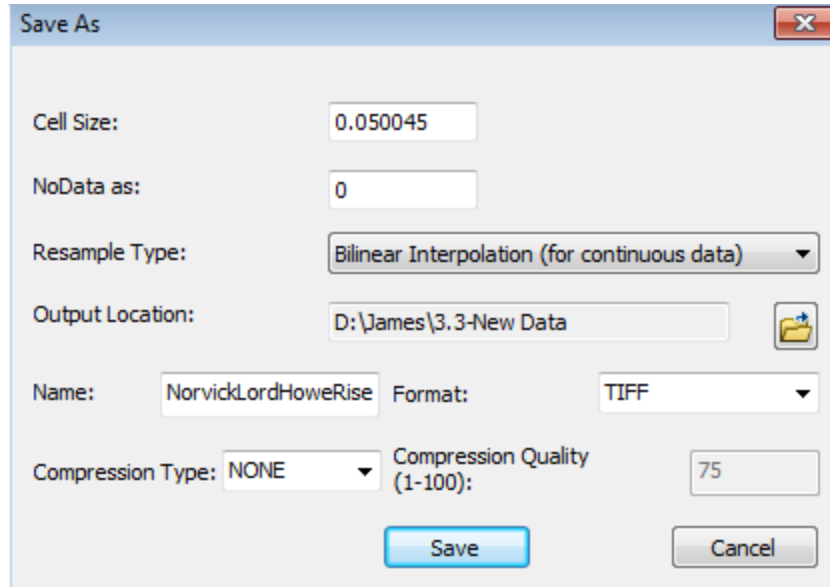 Save As
Cell Size: 0.050045
NoData as: 0
Resample Type: Bilinear Interpolation (for continuous data)
Output Location: D:\James\3.3-New Data
Name: NorvickLordHoweRise Format: TIFF
Compression Type: NONE Compression Quality (1-100): 75
Save Cancel